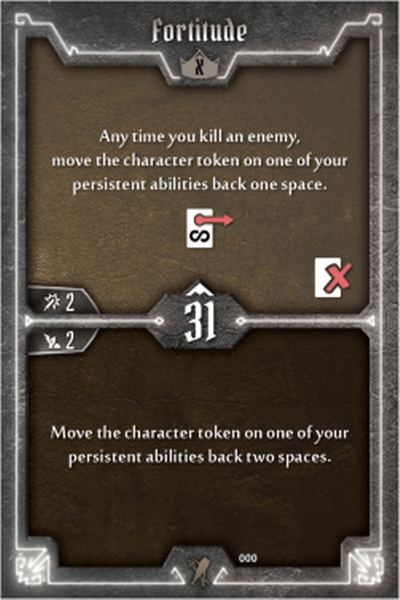 Fortitude
X
Any time you kill an enemy,
move the character token on one of your
persistent abilities back one space.
2
31
2
Move the character token on one of your
persistent abilities back two spaces.
000